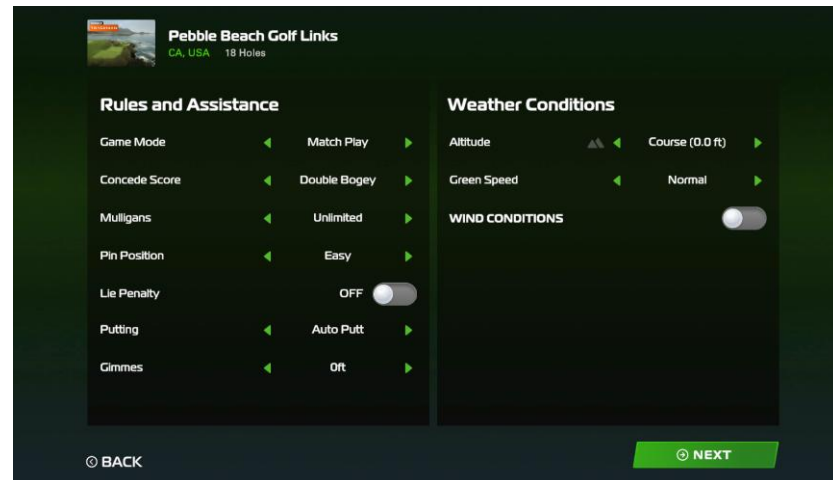 Pebble Beach Golf Links
CA, USA 18 Holes
Rules and Assistance
Game Mode Match Play
Concede Score Double Bogey
Mulligans Unlimited
Pin Position Easy
Lie Penalty OFF
Putting Auto Putt
Gimmes 0ft
Weather Conditions
Altitude Course (0.0 ft)
Green Speed Normal
WIND CONDITIONS
BACK
NEXT